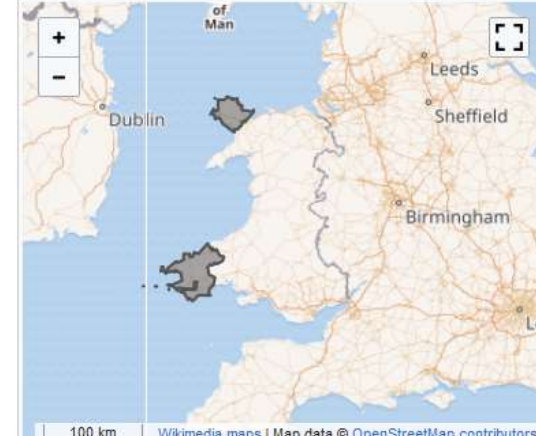 of
Man
+
−
Leeds
Dublin
Sheffield
Birmingham
L
100 km
Wikimedia maps | Map data © OpenStreetMap contributors